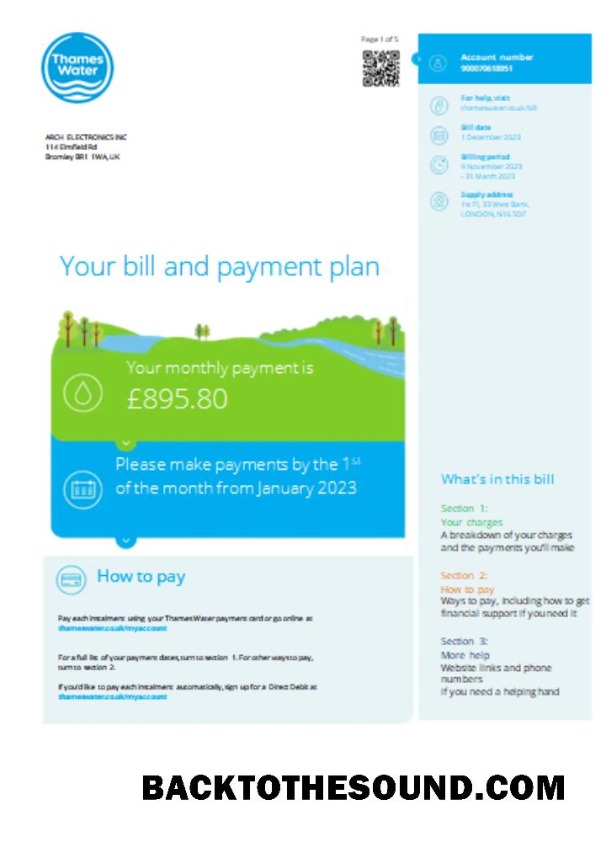 Thames
Water
Page 1 of 5
ARCH ELECTRONICS INC
114 Elmfield Rd
Bromley BR1 1WA, UK
Account number
For help, visit
thameswater.co.uk/bill
Bill date
1 December 2023
Billing period
9 November 2023
- 31 March 2023
Supply address
1st Fl, 33 West Bank,
LONDON, N16 5DF
Your bill and payment plan
Your monthly payment is
£895.80
Please make payments by the 1st
of the month from January 2023
How to pay
Pay each instalment using your Thames Water payment card or go online at
thameswater.co.uk/myaccount
For a full list of your payment dates, turn to section 1. For other ways to pay,
turn to section 2.
If you'd like to pay each instalment automatically, sign up for a Direct Debit at
thameswater.co.uk/myaccount
What's in this bill
Section 1:
Your charges
A breakdown of your charges
and the payments you'll make
Section 2:
How to pay
Ways to pay, including how to get
financial support if you need it
Section 3:
More help
Website links and phone
numbers
if you need a helping hand
BACKTOTHESOUND.COM